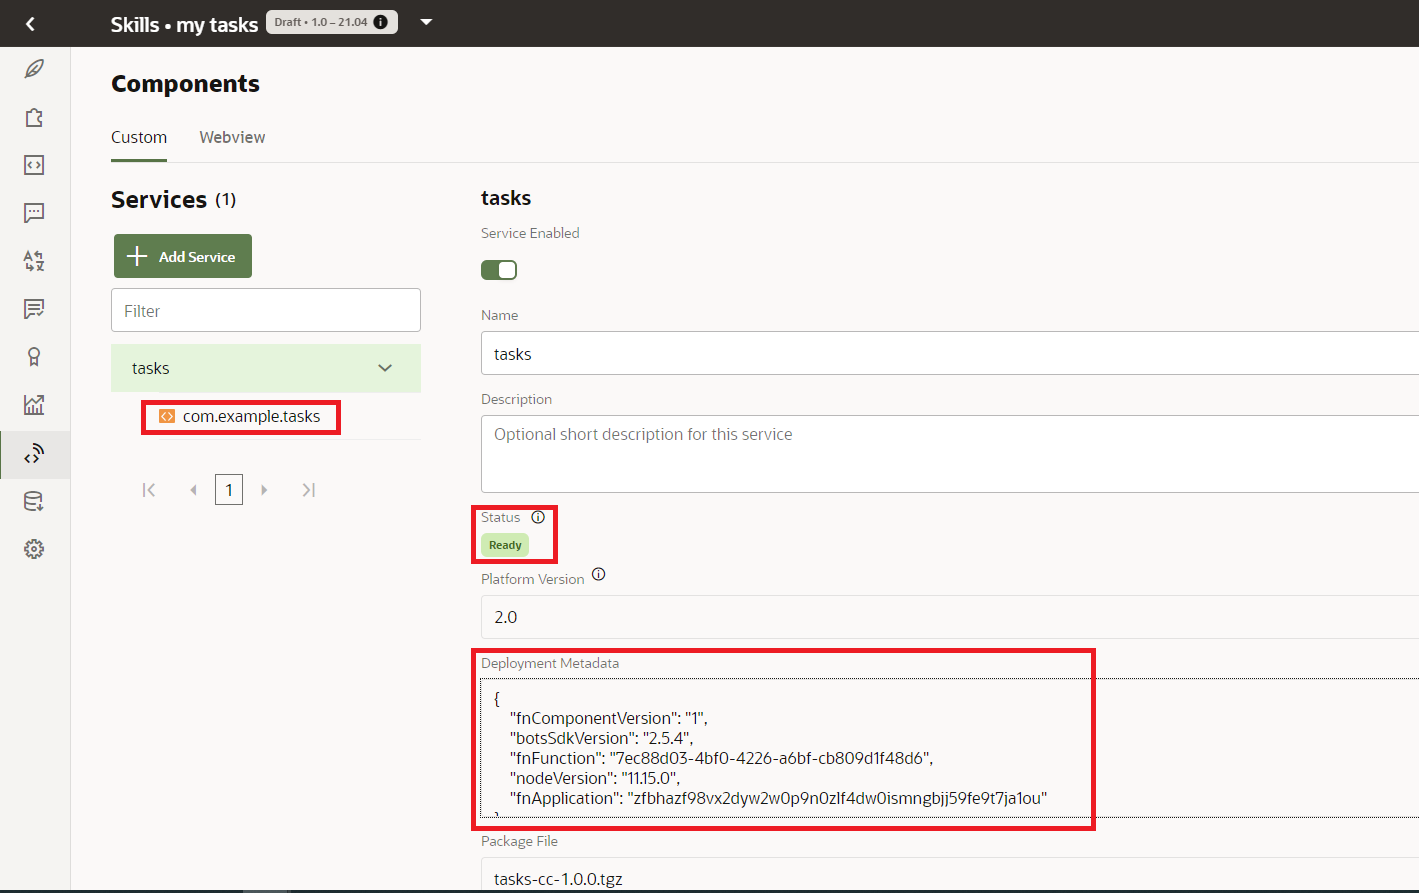 Skills • my tasks Draft • 1.0 – 21.04
Components
Custom Webview
Services (1)
Add Service
Filter
tasks
com.example.tasks
1
tasks
Service Enabled
Name
tasks
Description
Optional short description for this service
Status
Ready
Platform Version
2.0
Deployment Metadata
{
"fnComponentVersion": "1",
"botsSdkVersion": "2.5.4",
"fnFunction": "7ec88d03-4bf0-4226-a6bf-cb809d1f48d6",
"nodeVersion": "11.15.0",
"fnApplication": "zfbhazf98vx2dyw2w0p9n0zlf4dw0ismngbjj59fe9t7ja1ou"
Package File
tasks-cc-1.0.0.tgz